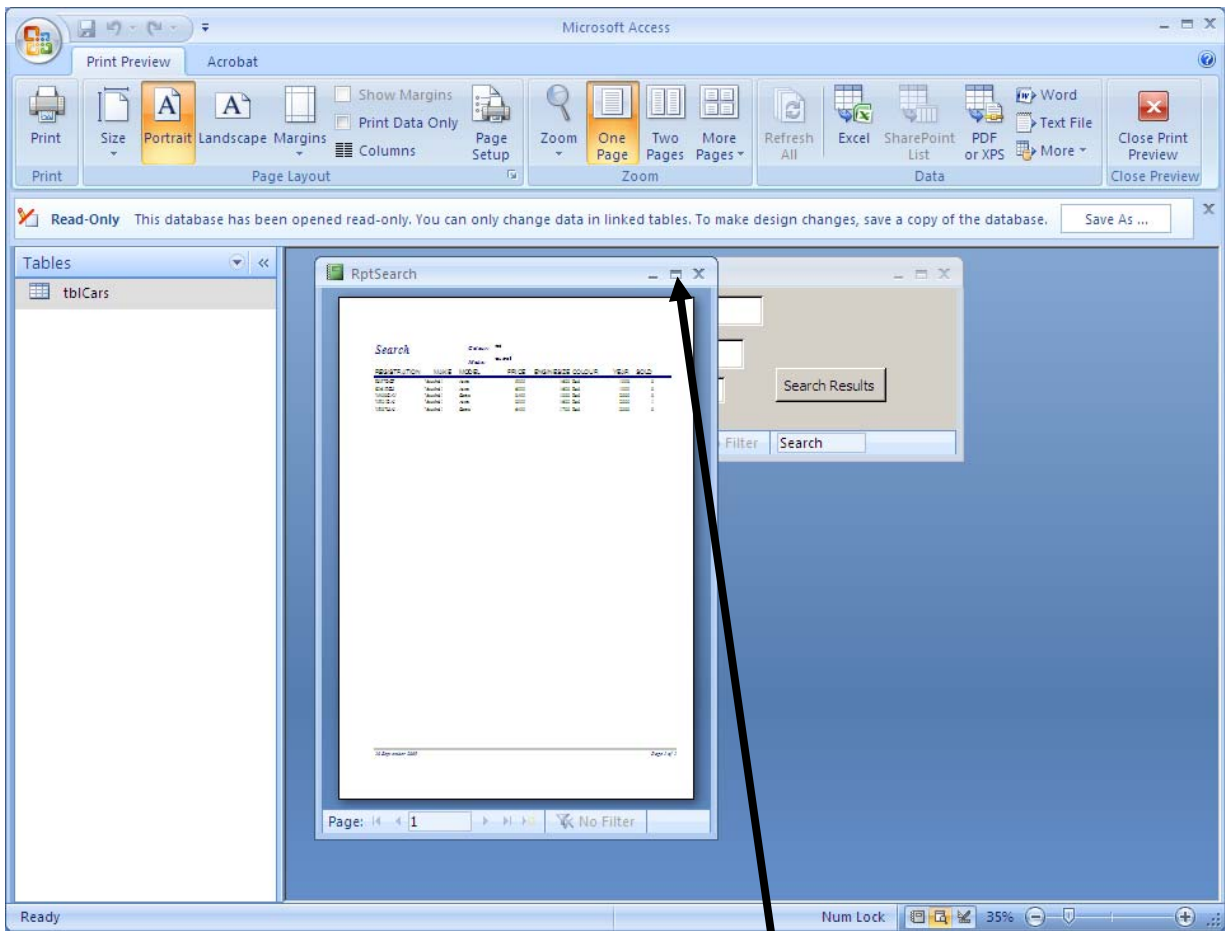 Microsoft Access
Print Preview Acrobat
Print
Size
Portrait
Landscape
Margins
Show Margins
Print Data Only
Columns
Page Setup
Zoom
One Page
Two Pages
More Pages
Refresh All
Excel
SharePoint List
PDF or XPS
Word
Text File
More
Close Print Preview
Print
Page Layout
Zoom
Data
Close Preview
Read-Only This database has been opened read-only. You can only change data in linked tables. To make design changes, save a copy of the database. Save As ...
Tables
tblCars
RptSearch
Search
REGISTRATION MAKE MODEL PRICE ENGINESIZE COLOUR YEAR SOLD
Page 1 of 1
Search Results
Filter Search
Page: 1 No Filter
Ready
Num Lock 35%